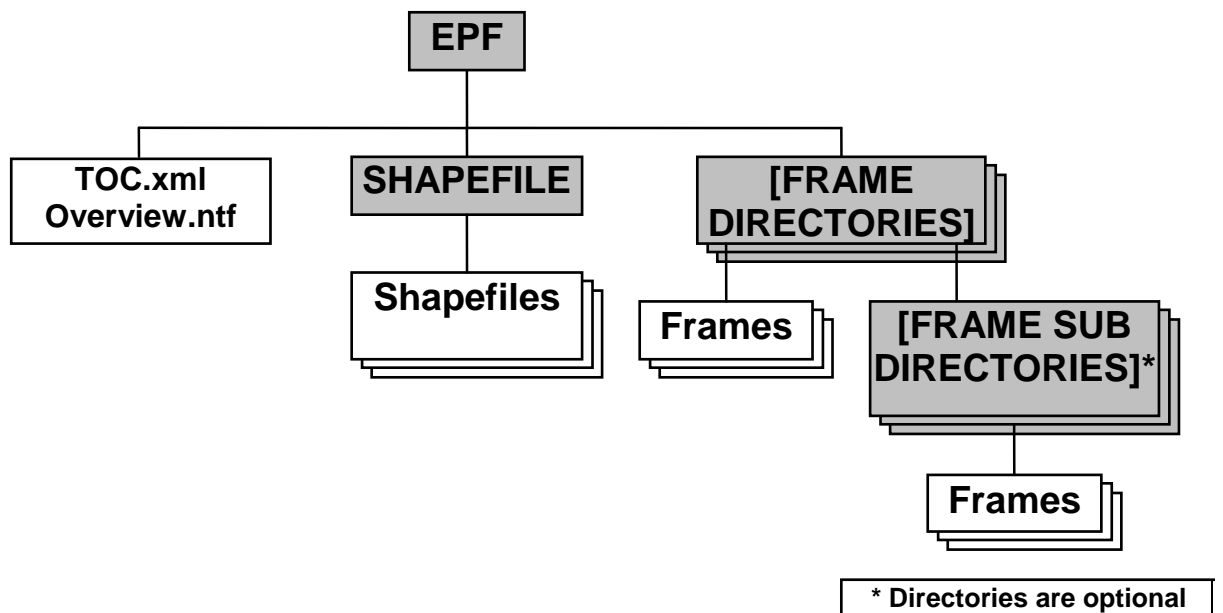 EPF
TOC.xml
Overview.ntf
SHAPEFILE
[FRAME
DIRECTORIES]
Shapefiles
Frames
[FRAME SUB
DIRECTORIES]*
Frames
* Directories are optional